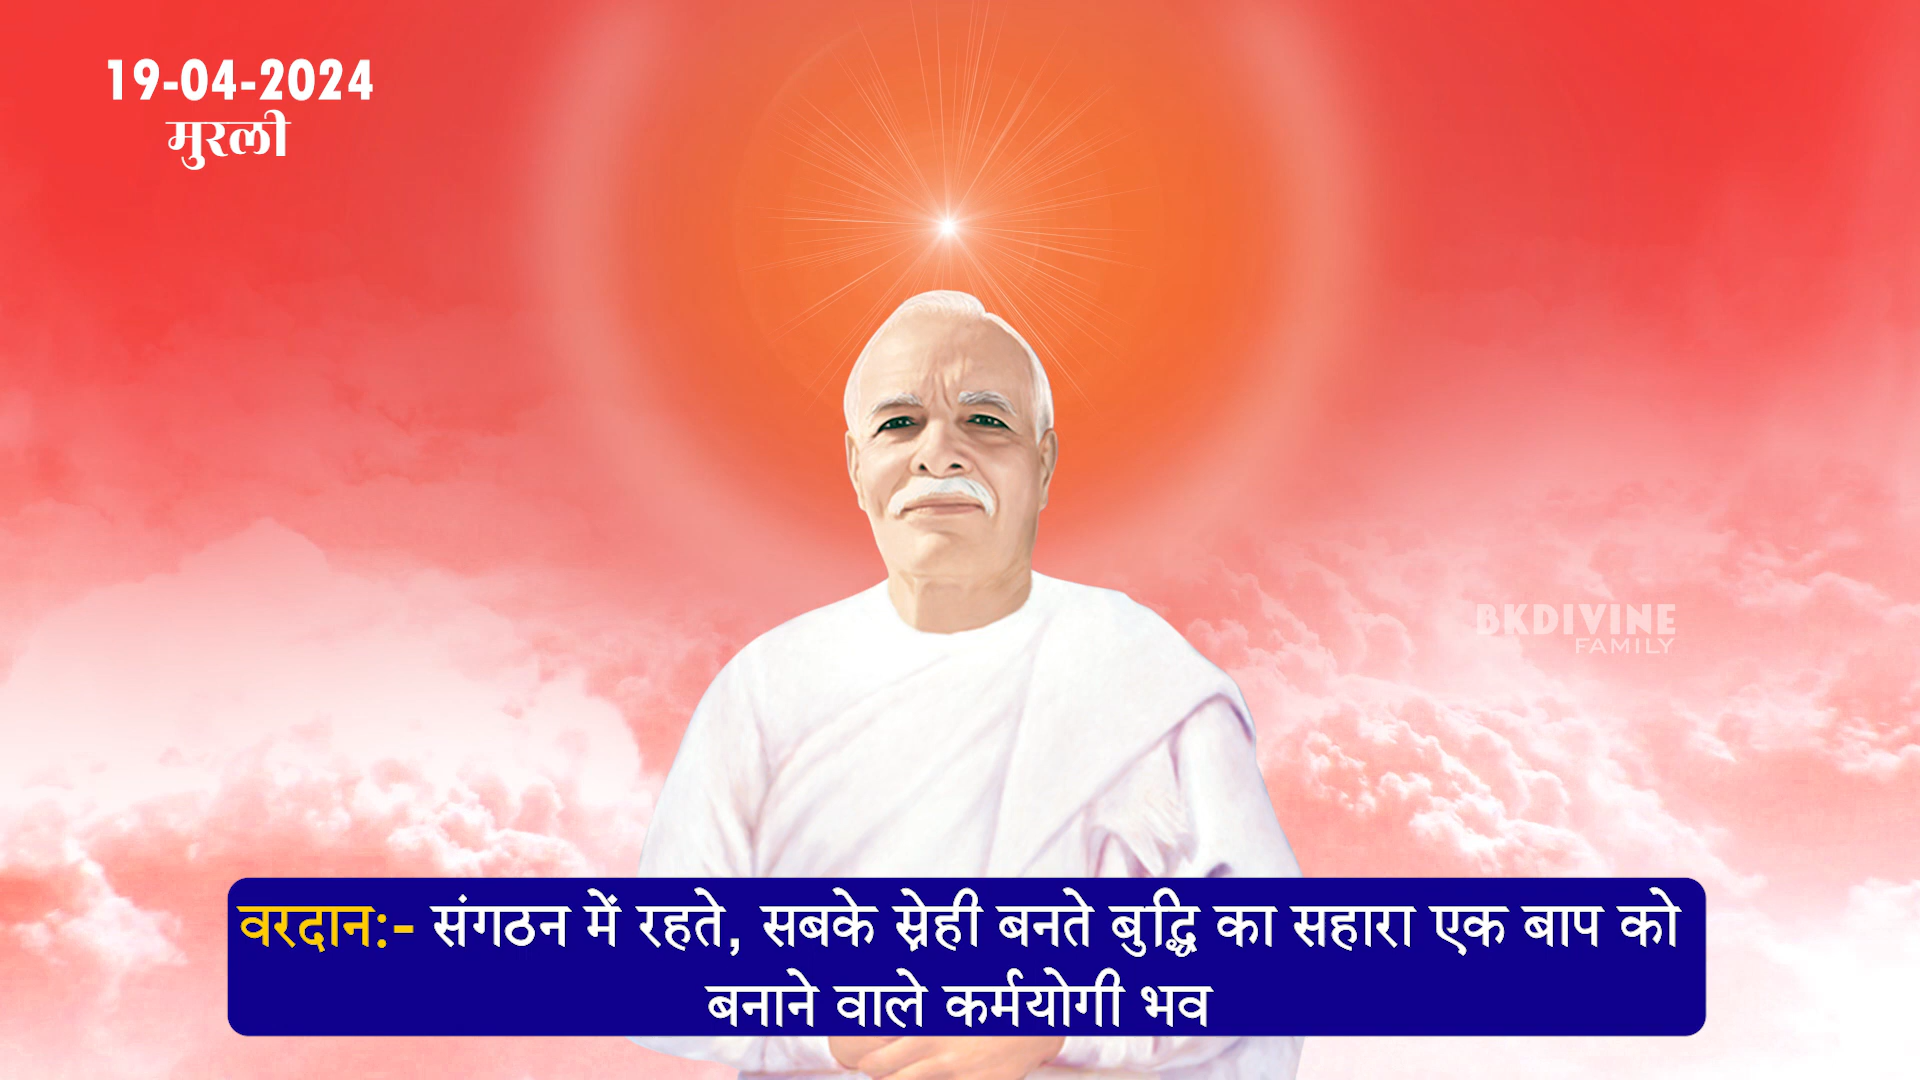 19-04-2024
मुरली
BKDIVINE
FAMILY
वरदान:- संगठन में रहते, सबके स्नेही बनते बुद्धि का सहारा एक बाप को
बनाने वाले कर्मयोगी भव